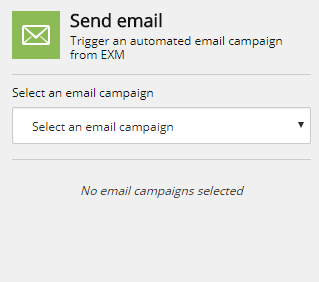 Send email
Trigger an automated email campaign
from EXM
Select an email campaign
Select an email campaign
No email campaigns selected